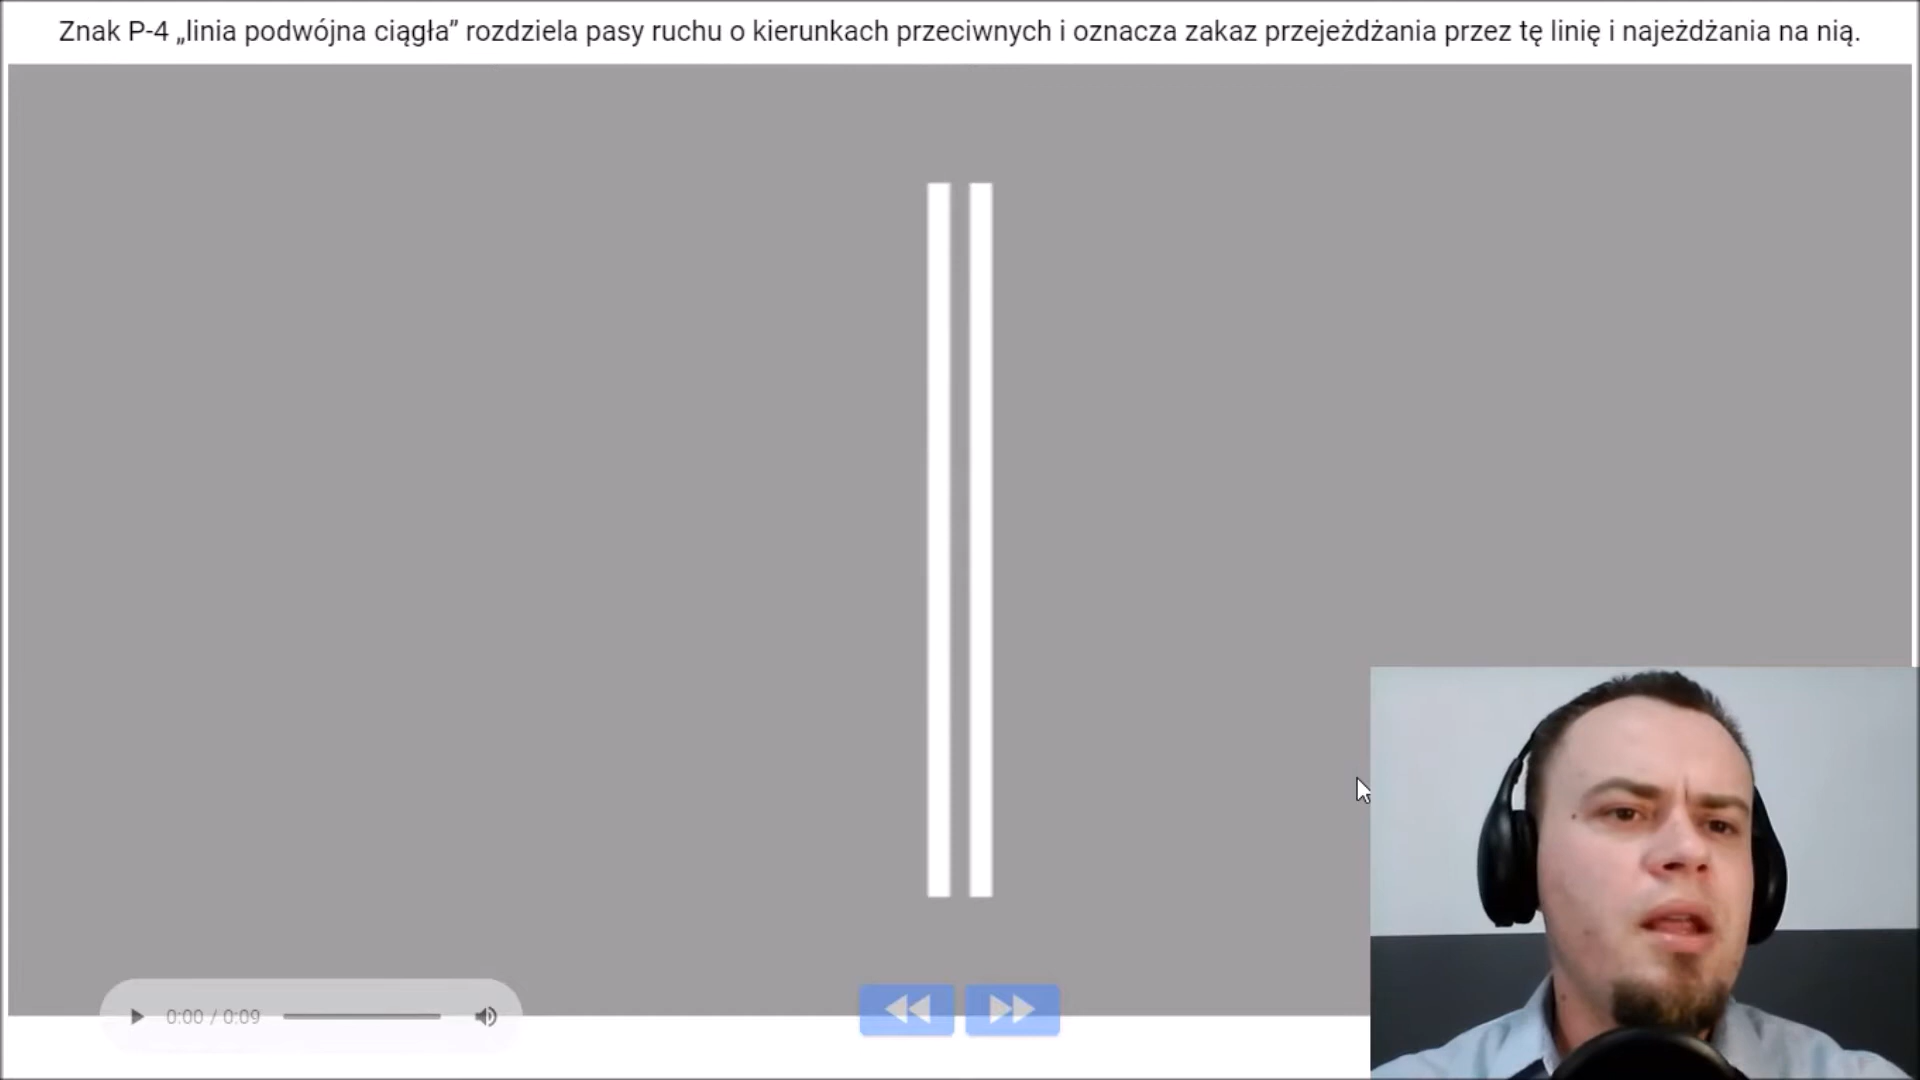 Znak P-4 „linia podwójna ciągła” rozdziela pasy ruchu o kierunkach przeciwnych i oznacza zakaz przejeżdżania przez tę linię i najeżdżania na nią.
0:00 / 0:09